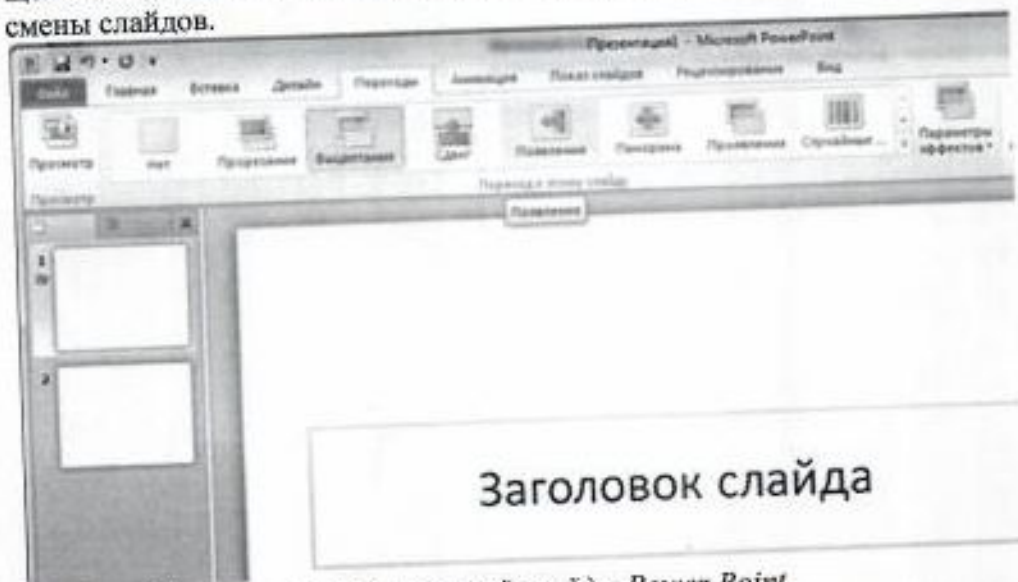 смены слайдов.
Презентация1 - Microsoft PowerPoint
Файл Главная Вставка Дизайн Переходы Анимация Показ слайдов Рецензирование Вид
Просмотр Нет Прорезание Выцветание Сдвиг Появление Панорама Проявление Случайные ... Параметры
эффектов
Просмотр Переход к этому слайду
Появление
1
2
Заголовок слайда
Power Point